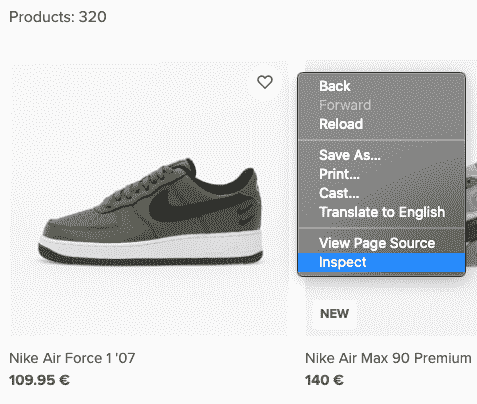 Products: 320
Back
Forward
Reload
Save As...
Print...
Cast...
Translate to English
View Page Source
Inspect
NEW
Nike Air Force 1 '07
109.95 €
Nike Air Max 90 Premium
140 €